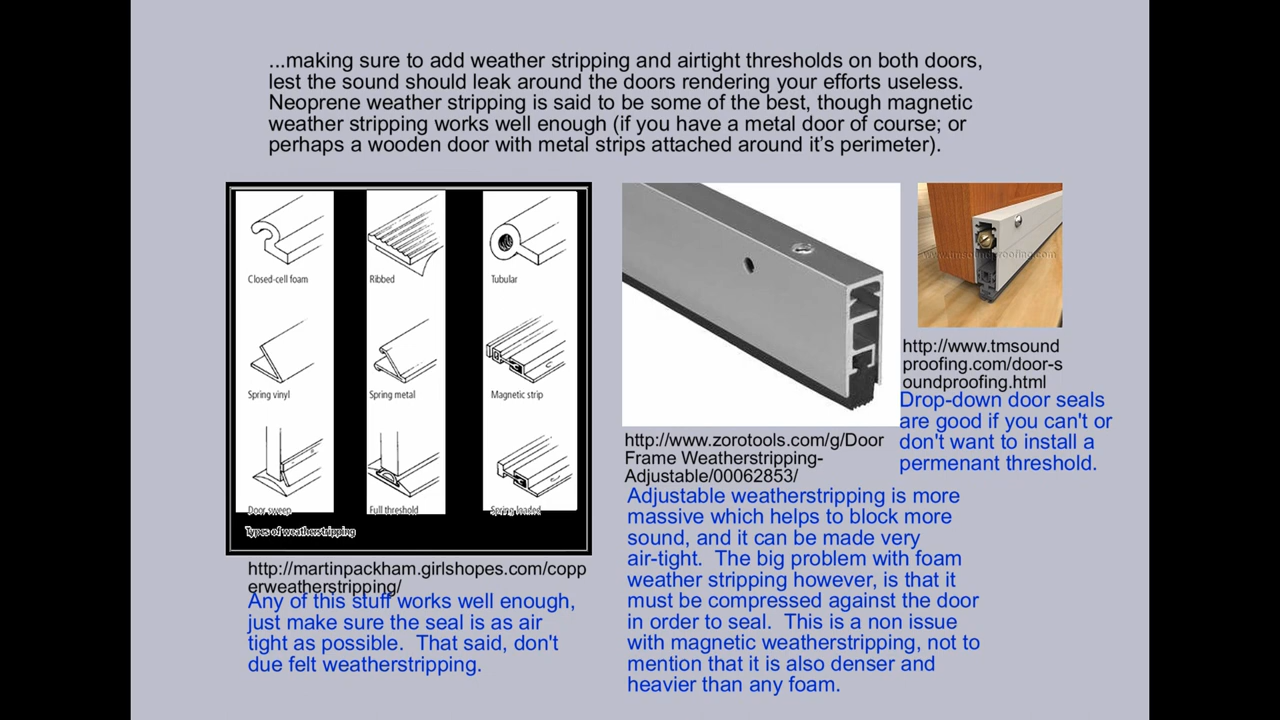 ...making sure to add weather stripping and airtight thresholds on both doors,
lest the sound should leak around the doors rendering your efforts useless.
Neoprene weather stripping is said to be some of the best, though magnetic
weather stripping works well enough (if you have a metal door of course; or
perhaps a wooden door with metal strips attached around it's perimeter).
Closed-cell foam
Ribbed
Tubular
Spring vinyl
Spring metal
Magnetic strip
Door sweep
Full threshold
Spring loaded
Types of weatherstripping
http://martinpackham.girlshopes.com/copp
erweatherstripping/
Any of this stuff works well enough,
just make sure the seal is as air
tight as possible. That said, don't
due felt weatherstripping.
http://www.zorotools.com/g/Door
Frame Weatherstripping-
Adjustable/00062853/
Adjustable weatherstripping is more
massive which helps to block more
sound, and it can be made very
air-tight. The big problem with foam
weather stripping however, is that it
must be compressed against the door
in order to seal. This is a non issue
with magnetic weatherstripping, not to
mention that it is also denser and
heavier than any foam.
www.tmsoundproofing.com
http://www.tmsound
proofing.com/door-s
oundproofing.html
Drop-down door seals
are good if you can't or
don't want to install a
permenant threshold.